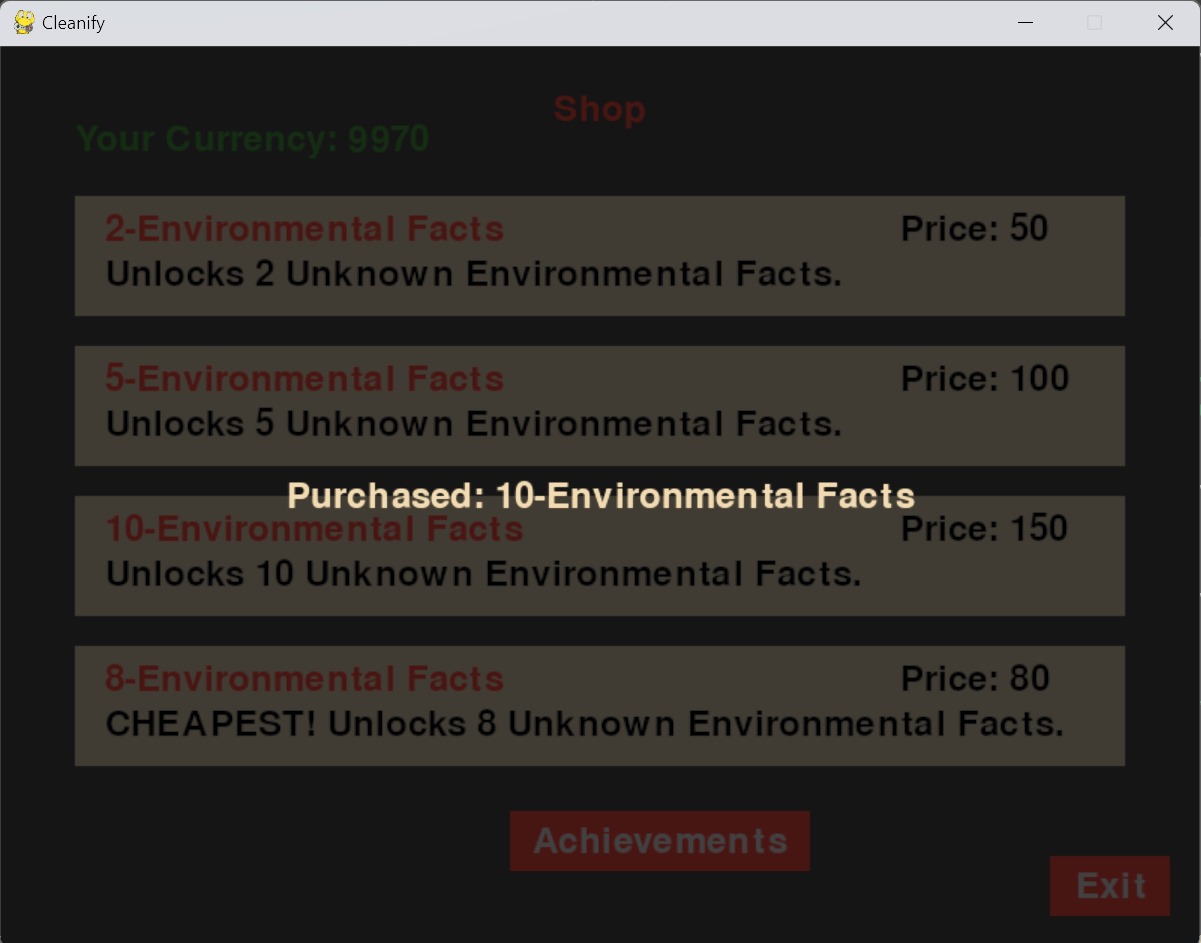 Cleanify
Shop
Your Currency: 9970
2-Environmental Facts Price: 50
Unlocks 2 Unknown Environmental Facts.
5-Environmental Facts Price: 100
Unlocks 5 Unknown Environmental Facts.
Purchased: 10-Environmental Facts
10-Environmental Facts Price: 150
Unlocks 10 Unknown Environmental Facts.
8-Environmental Facts Price: 80
CHEAPEST! Unlocks 8 Unknown Environmental Facts.
Achievements
Exit